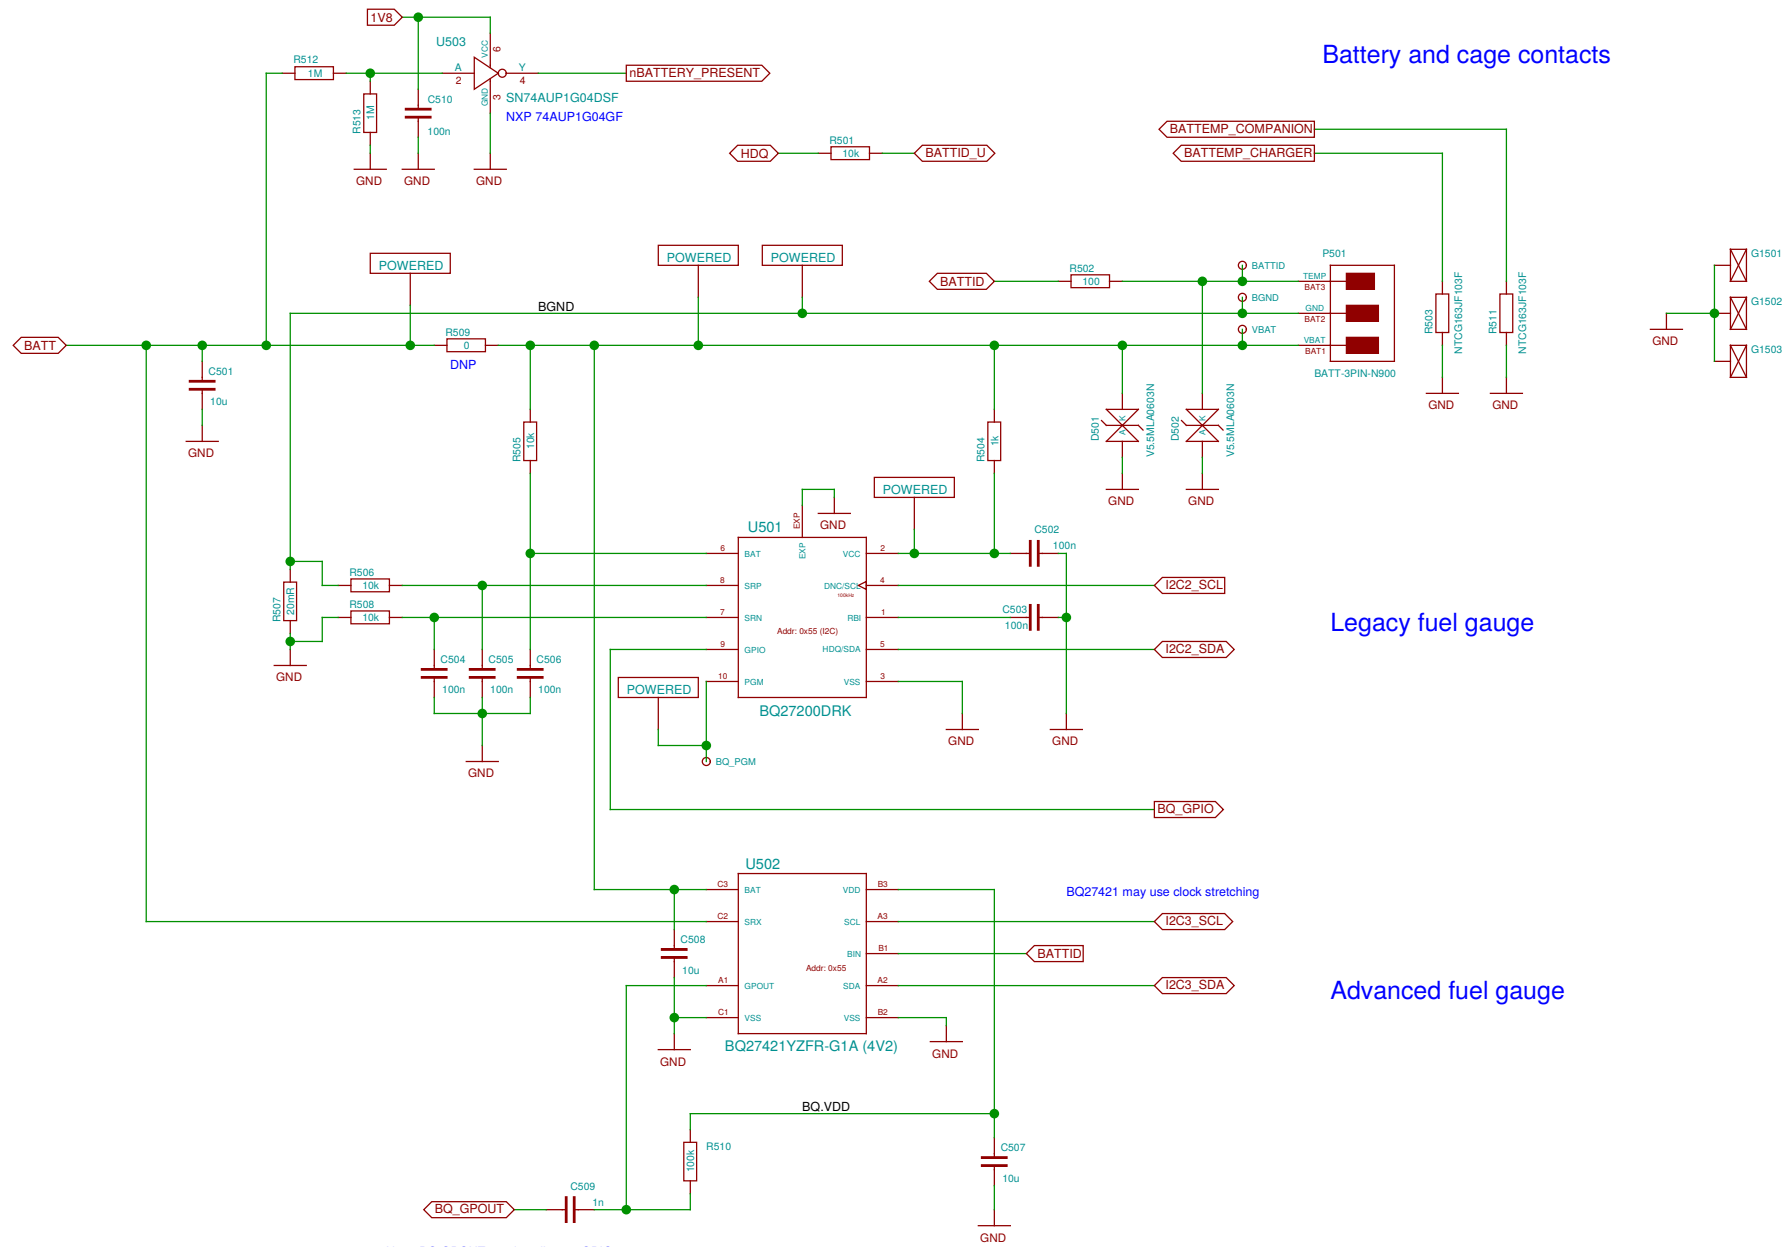 1V8
U503
VCC
6
R512
1M
A
2
Y
4
nBATTERY_PRESENT
GND
3
SN74AUP1G04DSF
NXP 74AUP1G04GF
R513
1M
C510
100n
GND
GND
GND
Battery and cage contacts
HDQ
R501
10k
BATTID_U
BATTEMP_COMPANION
BATTEMP_CHARGER
POWERED
POWERED
POWERED
BATTID
R502
100
BATTID
BGND
VBAT
P501
TEMP
BAT3
GND
BAT2
VBAT
BAT1
BATT-3PIN-N900
R503
NTCG163JF103F
R511
NTCG163JF103F
GND
GND
G1501
G1502
G1503
GND
BGND
BATT
R509
0
DNP
C501
10u
GND
R505
10k
R504
1k
D501
A
K
V5.5MLA0603N
D502
A
K
V5.5MLA0603N
GND
GND
POWERED
EXP
GND
U501
EXP
6
BAT
VCC
2
8
SRP
DNC/SCL
4
100kHz
7
SRN
RBI
1
Addr: 0x55 (I2C)
9
GPIO
HDQ/SDA
5
10
PGM
VSS
3
BQ27200DRK
C502
100n
C503
100n
I2C2_SCL
I2C2_SDA
Legacy fuel gauge
R506
10k
R507
20mR
R508
10k
GND
C504
100n
C505
100n
C506
100n
GND
POWERED
BQ_PGM
GND
GND
BQ_GPIO
U502
C3
BAT
VDD
B3
C2
SRX
SCL
A3
BIN
B1
Addr: 0x55
A1
GPOUT
SDA
A2
C1
VSS
VSS
B2
BQ27421YZFR-G1A (4V2)
C508
10u
GND
GND
BQ27421 may use clock stretching
I2C3_SCL
BATTID
I2C3_SDA
Advanced fuel gauge
BQ.VDD
R510
100k
C507
10u
GND
C509
1n
BQ_GPOUT